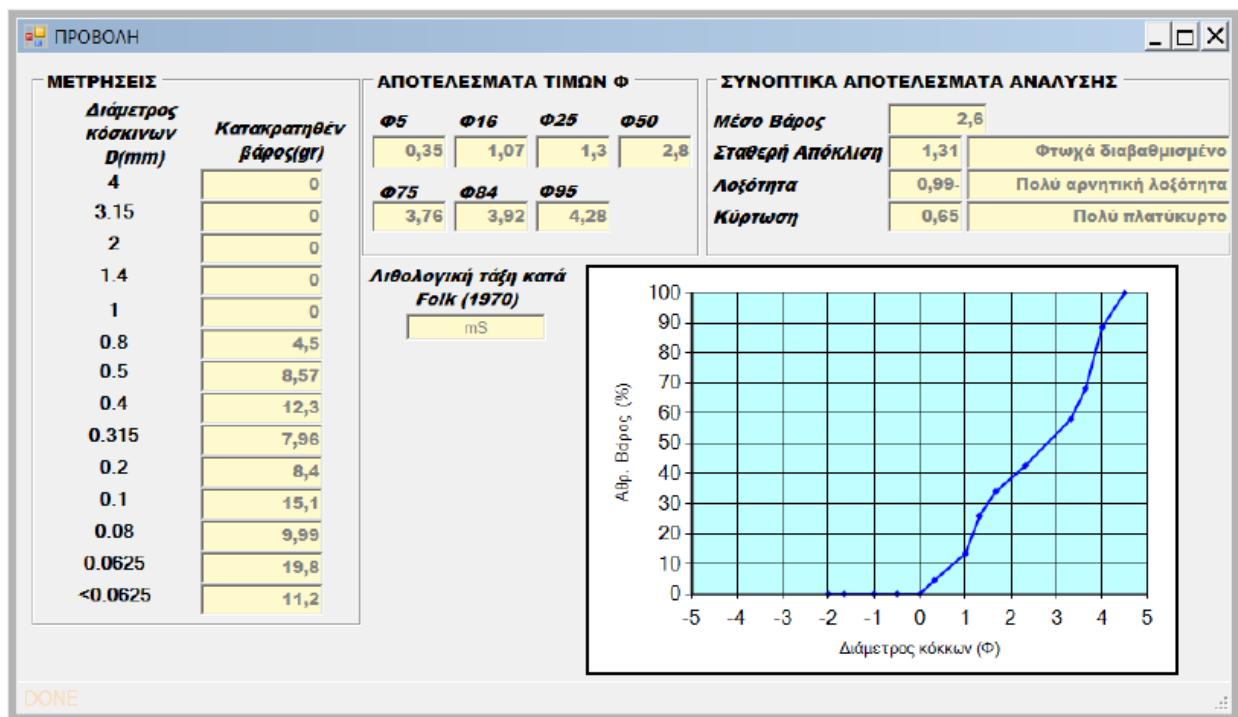 ΠΡΟΒΟΛΗ
ΜΕΤΡΗΣΕΙΣ
Διάμετρος
κόσκινων
D(mm)
Κατακρατηθέν
βάρος(gr)
4 0
3.15 0
2 0
1.4 0
1 0
0.8 4,5
0.5 8,57
0.4 12,3
0.315 7,96
0.2 8,4
0.1 15,1
0.08 9,99
0.0625 19,8
<0.0625 11,2
ΑΠΟΤΕΛΕΣΜΑΤΑ ΤΙΜΩΝ Φ
Φ5 Φ16 Φ25 Φ50
0,35 1,07 1,3 2,8
Φ75 Φ84 Φ95
3,76 3,92 4,28
ΣΥΝΟΠΤΙΚΑ ΑΠΟΤΕΛΕΣΜΑΤΑ ΑΝΑΛΥΣΗΣ
Μέσο Βάρος 2,6
Σταθερή Απόκλιση 1,31 Φτωχά διαβαθμισμένο
Λοξότητα 0,99- Πολύ αρνητική λοξότητα
Κύρτωση 0,65 Πολύ πλατύκυρτο
Λιθολογική τάξη κατά
Folk (1970)
mS
Αθρ. Βάρος (%)
100
90
80
70
60
50
40
30
20
10
0
-5 -4 -3 -2 -1 0 1 2 3 4 5
Διάμετρος κόκκων (Φ)
DONE